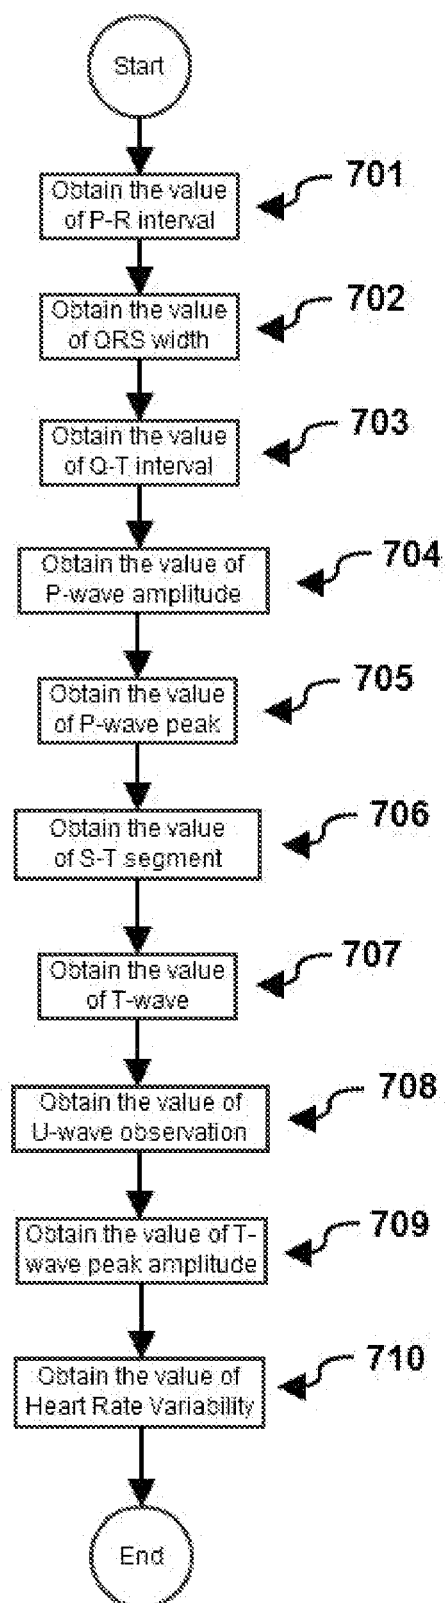 Start
Obtain the value
of P-R interval
701
Obtain the value
of QRS width
702
Obtain the value
of Q-T interval
703
Obtain the value of
P-wave amplitude
704
Obtain the value
of P-wave peak
705
Obtain the value
of S-T segment
706
Obtain the value
of T-wave
707
Obtain the value of
U-wave observation
708
Obtain the value of T-
wave peak amplitude
709
Obtain the value of
Heart Rate Variability
710
End